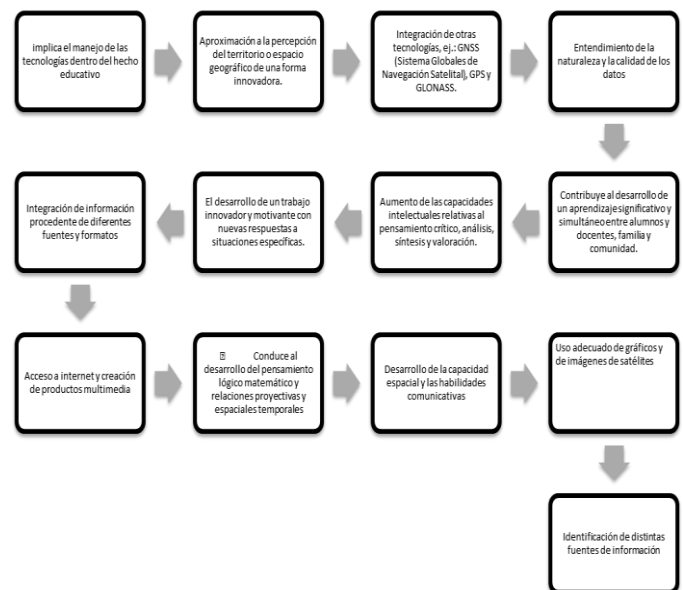 implica el manejo de las
tecnologías dentro del hecho
educativo
Aproximación a la percepción
del territorio o espacio
geográfico de una forma
innovadora.
Integración de otras
tecnologías, ej.: GNSS
(Sistema Globales de
Navegación Satelital), GPS y
GLONASS.
Entendimiento de la
naturaleza y la calidad de los
datos
Contribuye al desarrollo de
un aprendizaje significativo y
simultáneo entre alumnos y
docentes, familia y
comunidad.
Aumento de las capacidades
intelectuales relativas al
pensamiento crítico, análisis,
síntesis y valoración.
El desarrollo de un trabajo
innovador y motivante con
nuevas respuestas a
situaciones específicas.
Integración de información
procedente de diferentes
fuentes y formatos
Acceso a internet y creación
de productos multimedia
Conduce al
desarrollo del pensamiento
lógico matemático y
relaciones proyectivas y
espaciales temporales
Desarrollo de la capacidad
espacial y las habilidades
comunicativas
Uso adecuado de gráficos y
de imágenes de satélites
Identificación de distintas
fuentes de información